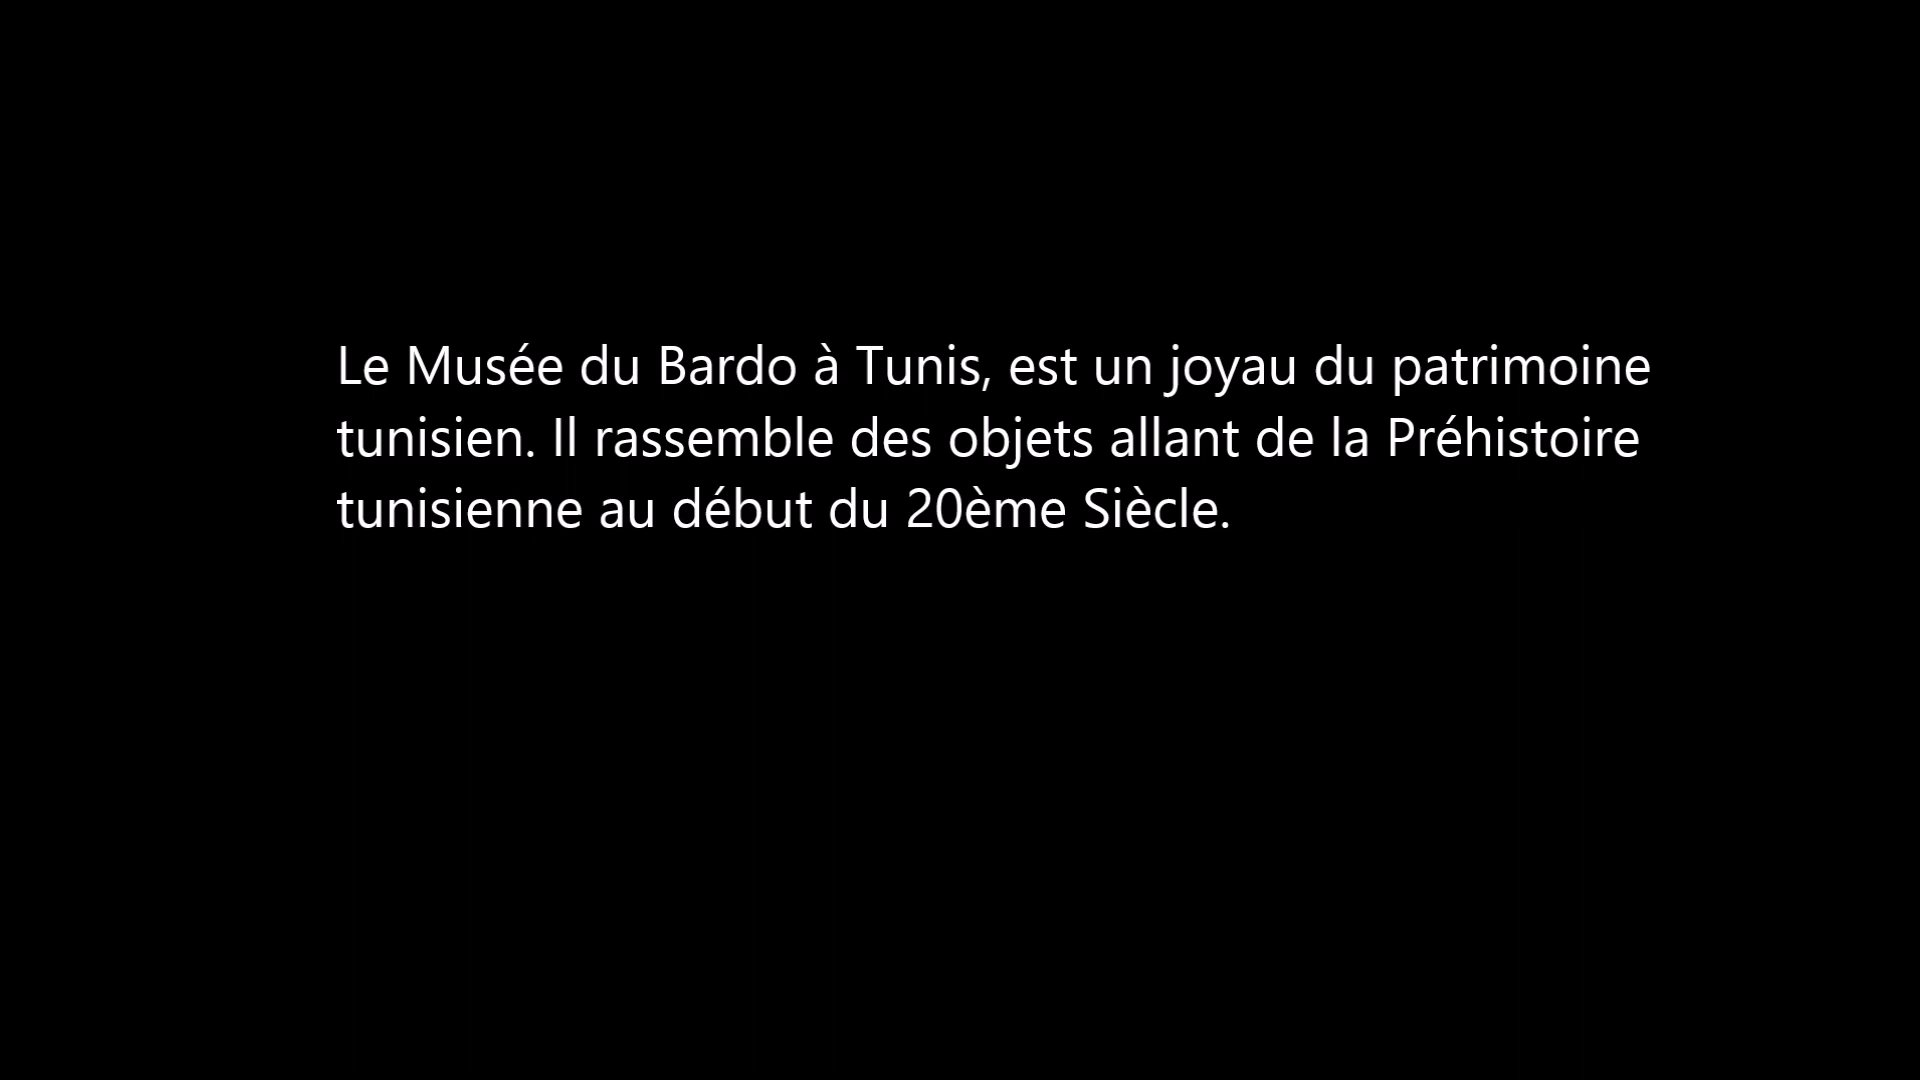 Le Musée du Bardo à Tunis, est un joyau du patrimoine
tunisien. Il rassemble des objets allant de la Préhistoire
tunisienne au début du 20ème Siècle.